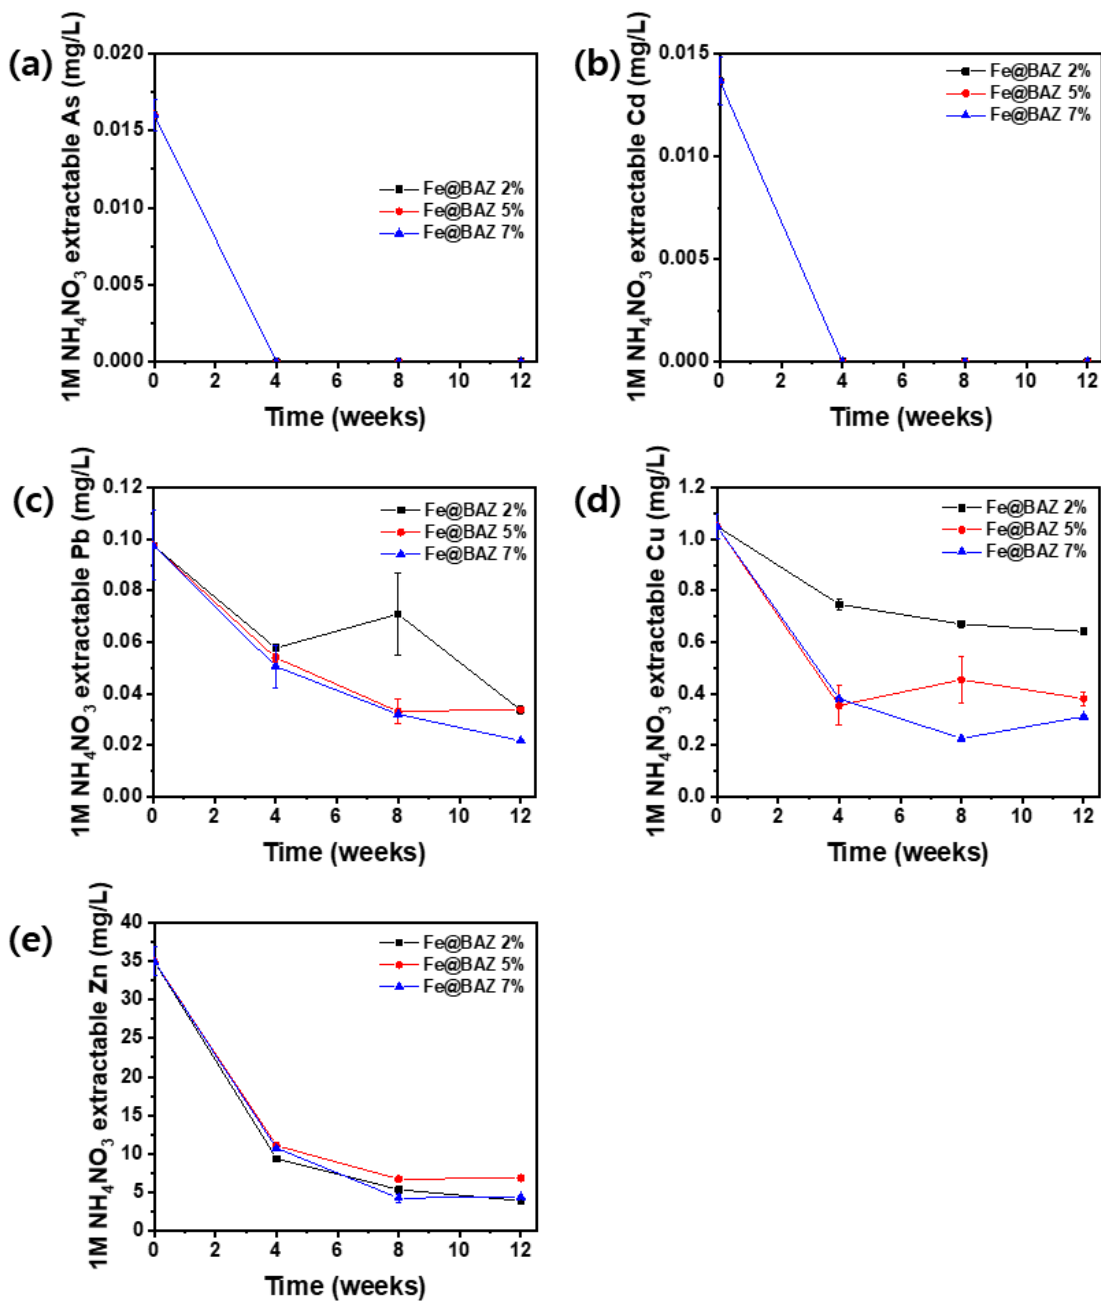 (a)
1M NH₄NO₃ extractable As (mg/L)
0.020
0.015
0.010
0.005
0.000
Fe@BAZ 2%
Fe@BAZ 5%
Fe@BAZ 7%
0 2 4 6 8 10 12
Time (weeks)
(b)
1M NH₄NO₃ extractable Cd (mg/L)
0.015
0.010
0.005
0.000
Fe@BAZ 2%
Fe@BAZ 5%
Fe@BAZ 7%
0 2 4 6 8 10 12
Time (weeks)
(c)
1M NH₄NO₃ extractable Pb (mg/L)
0.12
0.10
0.08
0.06
0.04
0.02
0.00
Fe@BAZ 2%
Fe@BAZ 5%
Fe@BAZ 7%
0 2 4 6 8 10 12
Time (weeks)
(d)
1M NH₄NO₃ extractable Cu (mg/L)
1.2
1.0
0.8
0.6
0.4
0.2
0.0
Fe@BAZ 2%
Fe@BAZ 5%
Fe@BAZ 7%
0 2 4 6 8 10 12
Time (weeks)
(e)
1M NH₄NO₃ extractable Zn (mg/L)
40
35
30
25
20
15
10
5
0
Fe@BAZ 2%
Fe@BAZ 5%
Fe@BAZ 7%
0 2 4 6 8 10 12
Time (weeks)